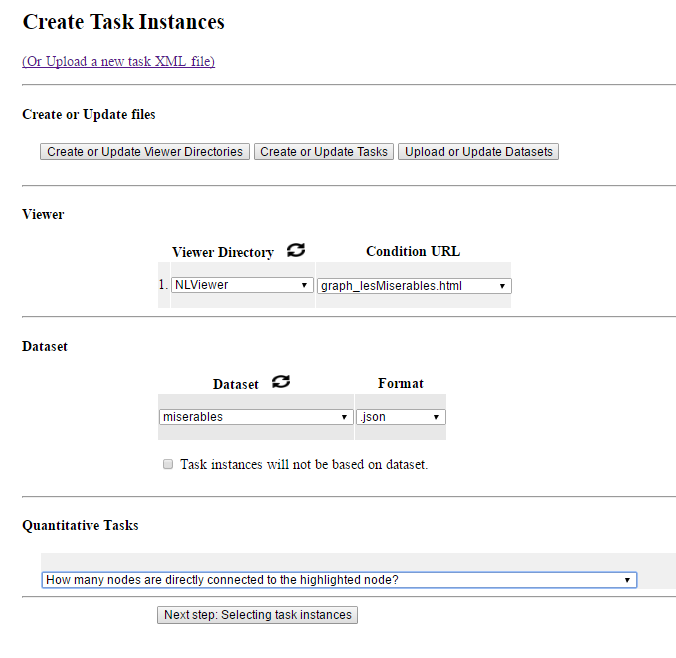 Create Task Instances
(Or Upload a new task XML file)
Create or Update files
Create or Update Viewer Directories Create or Update Tasks Upload or Update Datasets
Viewer
Viewer Directory Condition URL
1. NLViewer graph_lesMiserables.html
Dataset
Dataset Format
miserables .json
Task instances will not be based on dataset.
Quantitative Tasks
How many nodes are directly connected to the highlighted node?
Next step: Selecting task instances